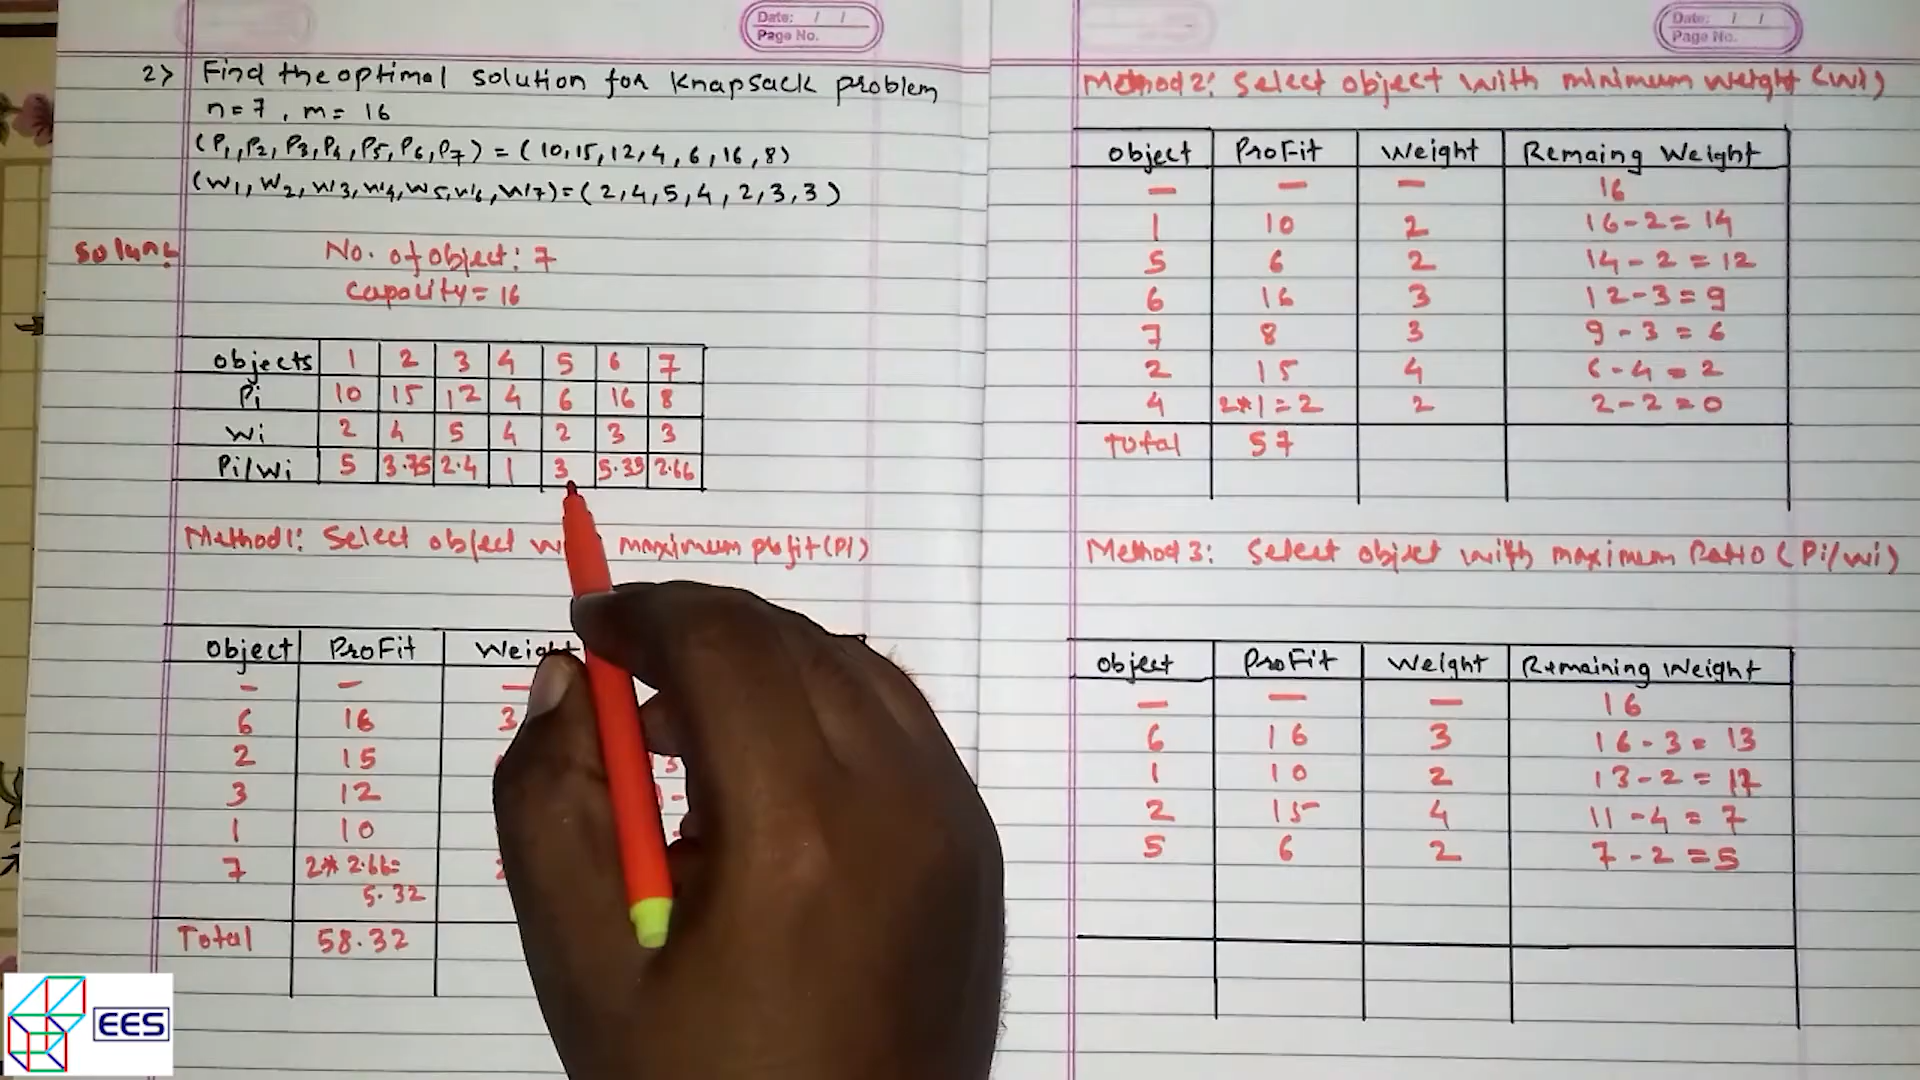 Date: / /
Page No.
2> Find the optimal solution for Knapsack problem
n=7, m=16
(P1,P2,P3,P4,P5,P6,P7) = (10,15,12,4,6,16,8)
(W1,W2,W3,W4,W5,W6,W7)=(2,4,5,4,2,3,3)
No. of object: 7
capacity=16
objects 1 2 3 4 5 6 7
Pi 10 15 12 4 6 16 8
Wi 2 4 5 4 2 3 3
Pi/Wi 5 3.75 2.4 1 3 5.33 2.66
Method1: Select object maximum profit(Pi)
Object ProFit Weight
— — —
6 16 3
2 15
3 12
1 10
7 2*2.66=
5.32
Total 58.32
EES
Date: / /
Page No.
Method2: Select object with minimum weight (Wi)
Object ProFit Weight Remaing Weight
— — — 16
1 10 2 16-2=14
5 6 2 14-2=12
6 16 3 12-3=9
7 8 3 9-3=6
2 15 4 6-4=2
4 2*1=2 2 2-2=0
Total 57
Method3: Select object with maximum Ratio (Pi/Wi)
Object ProFit Weight Remaining Weight
— — — 16
6 16 3 16-3=13
1 10 2
2 15 4 11-4=7
5 6 2 7-2=5